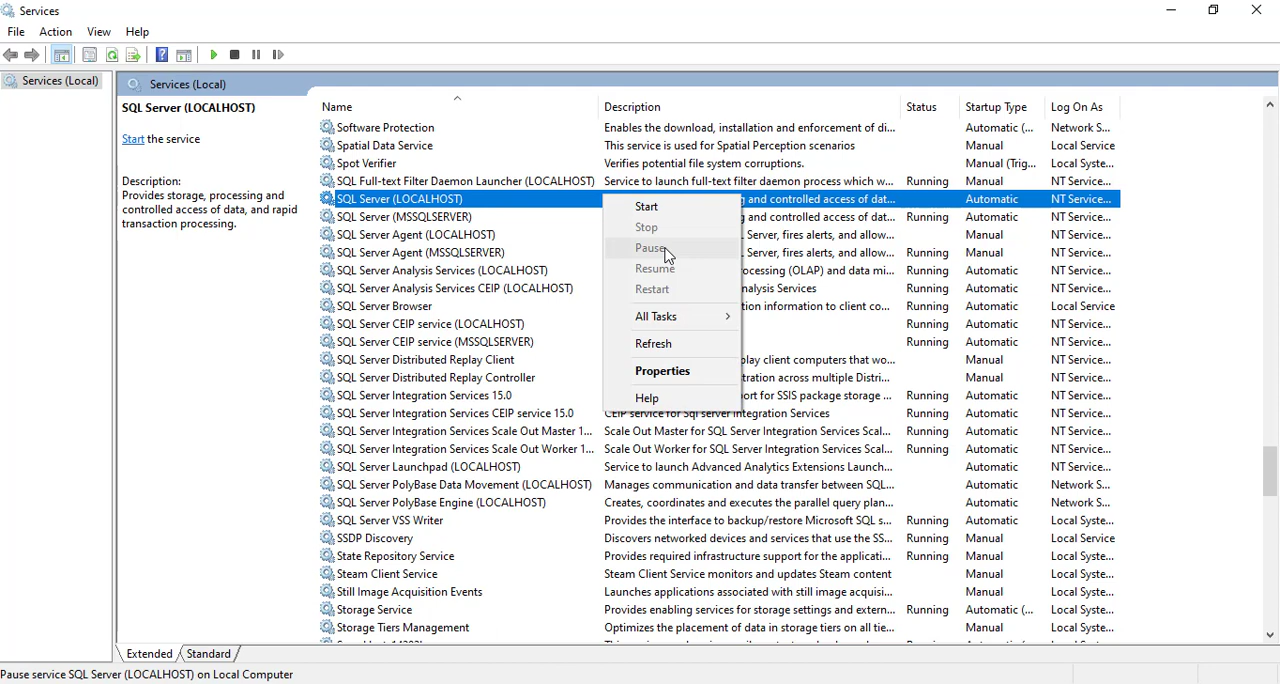 Services
File Action View Help
Services (Local)
Services (Local)
SQL Server (LOCALHOST)
Start the service
Description:
Provides storage, processing and
controlled access of data, and rapid
transaction processing.
Name Description Status Startup Type Log On As
Software Protection Enables the download, installation and enforcement of di... Automatic (... Network S...
Spatial Data Service This service is used for Spatial Perception scenarios Manual Local Service
Spot Verifier Verifies potential file system corruptions. Manual (Trig... Local Syste...
SQL Full-text Filter Daemon Launcher (LOCALHOST) Service to launch full-text filter daemon process which w... Running Manual NT Service...
SQL Server (LOCALHOST) g and controlled access of dat... Automatic NT Service...
SQL Server (MSSQLSERVER) g and controlled access of dat... Running Automatic NT Service...
SQL Server Agent (LOCALHOST) L Server, fires alerts, and allow... Manual NT Service...
SQL Server Agent (MSSQLSERVER) L Server, fires alerts, and allow... Running Automatic NT Service...
SQL Server Analysis Services (LOCALHOST) ocessing (OLAP) and data mi... Running Automatic NT Service...
SQL Server Analysis Services CEIP (LOCALHOST) nalysis Services Running Automatic NT Service...
SQL Server Browser ion information to client co... Running Automatic Local Service
SQL Server CEIP service (LOCALHOST) Running Automatic NT Service...
SQL Server CEIP service (MSSQLSERVER) Running Automatic NT Service...
SQL Server Distributed Replay Client play client computers that wo... Manual NT Service...
SQL Server Distributed Replay Controller tration across multiple Distri... Manual NT Service...
SQL Server Integration Services 15.0 ort for SSIS package storage ... Running Automatic NT Service...
SQL Server Integration Services CEIP service 15.0 CEIP service for Sql server Integration Services Running Automatic NT Service...
SQL Server Integration Services Scale Out Master 1... Scale Out Master for SQL Server Integration Services Scal... Running Automatic NT Service...
SQL Server Integration Services Scale Out Worker 1... Scale Out Worker for SQL Server Integration Services Scal... Running Automatic NT Service...
SQL Server Launchpad (LOCALHOST) Service to launch Advanced Analytics Extensions Launch... Automatic NT Service...
SQL Server PolyBase Data Movement (LOCALHOST) Manages communication and data transfer between SQL... Automatic Network S...
SQL Server PolyBase Engine (LOCALHOST) Creates, coordinates and executes the parallel query plan... Automatic Network S...
SQL Server VSS Writer Provides the interface to backup/restore Microsoft SQL s... Running Automatic Local Syste...
SSDP Discovery Discovers networked devices and services that use the SS... Running Manual Local Service
State Repository Service Provides required infrastructure support for the applicati... Running Manual Local Syste...
Steam Client Service Steam Client Service monitors and updates Steam content Manual Local Syste...
Still Image Acquisition Events Launches applications associated with still image acquisi... Manual Local Syste...
Storage Service Provides enabling services for storage settings and extern... Running Automatic (... Local Syste...
Storage Tiers Management Optimizes the placement of data in storage tiers on all tie... Manual Local Syste...
Start
Stop
Pause
Resume
Restart
All Tasks
Refresh
Properties
Help
Extended Standard
Pause service SQL Server (LOCALHOST) on Local Computer